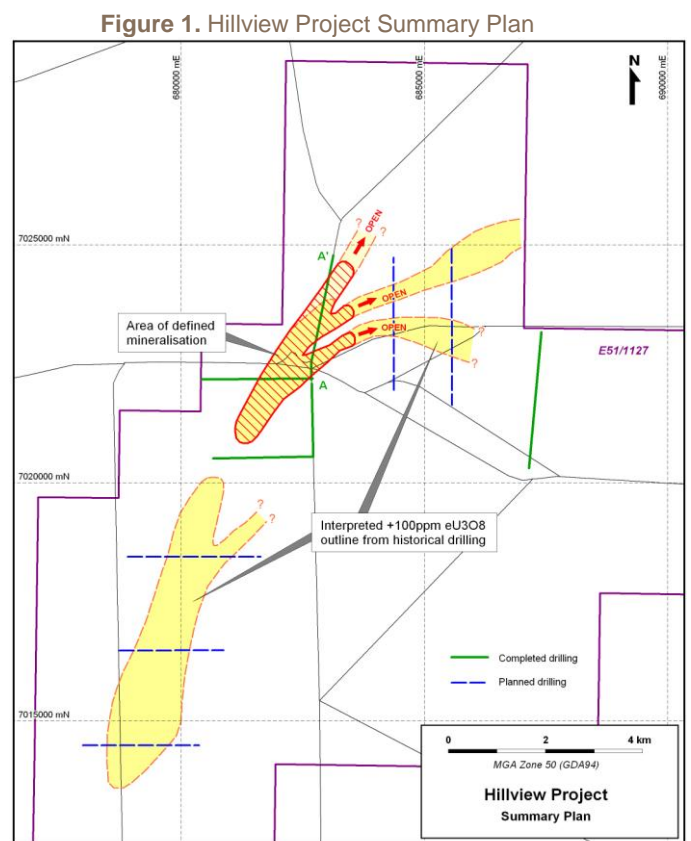 Figure 1. Hillview Project Summary Plan
680000 mE
685000 mE
690000 mE
N
7025000 mN
?
OPEN
?
A'
?
OPEN
Area of defined
mineralisation
OPEN
?
E51/1127
?
A
7020000 mN
?
?
Interpreted +100ppm eU3O8
outline from historical drilling
Completed drilling
Planned drilling
7015000 mN
0 2 4 km
MGA Zone 50 (GDA94)
Hillview Project
Summary Plan